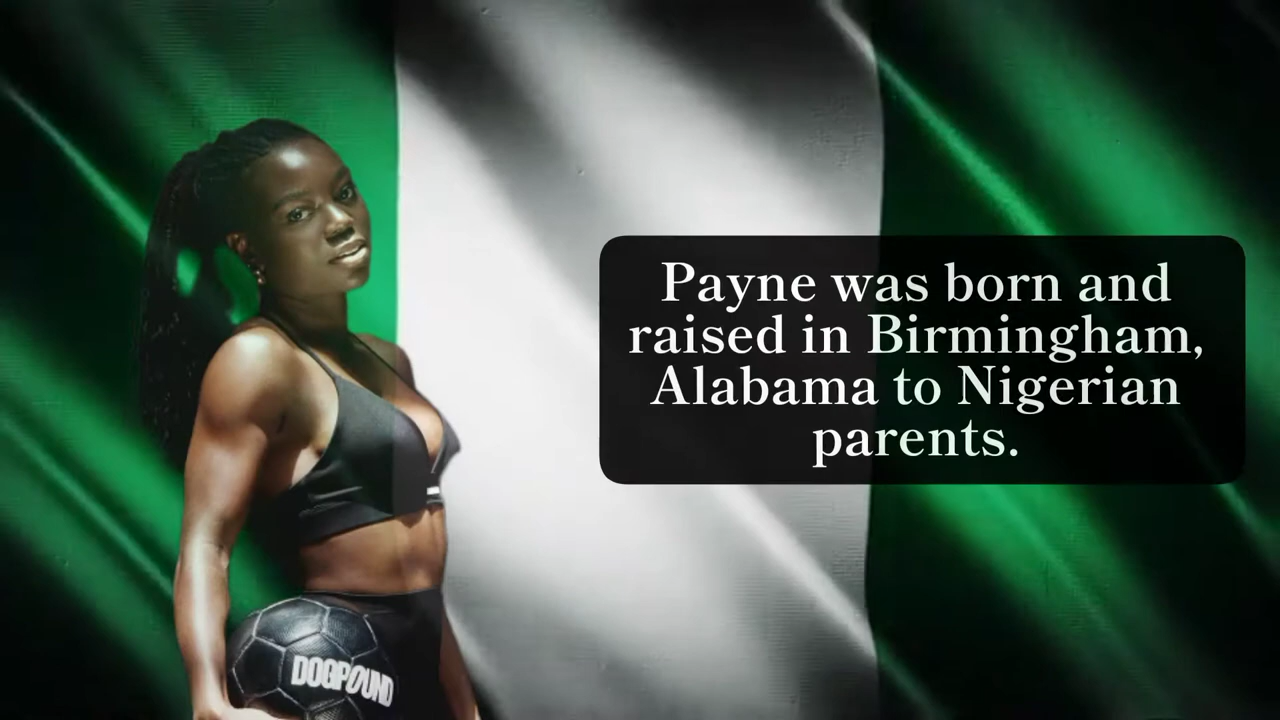 Payne was born and
raised in Birmingham,
Alabama to Nigerian
parents.
DOGPOUND